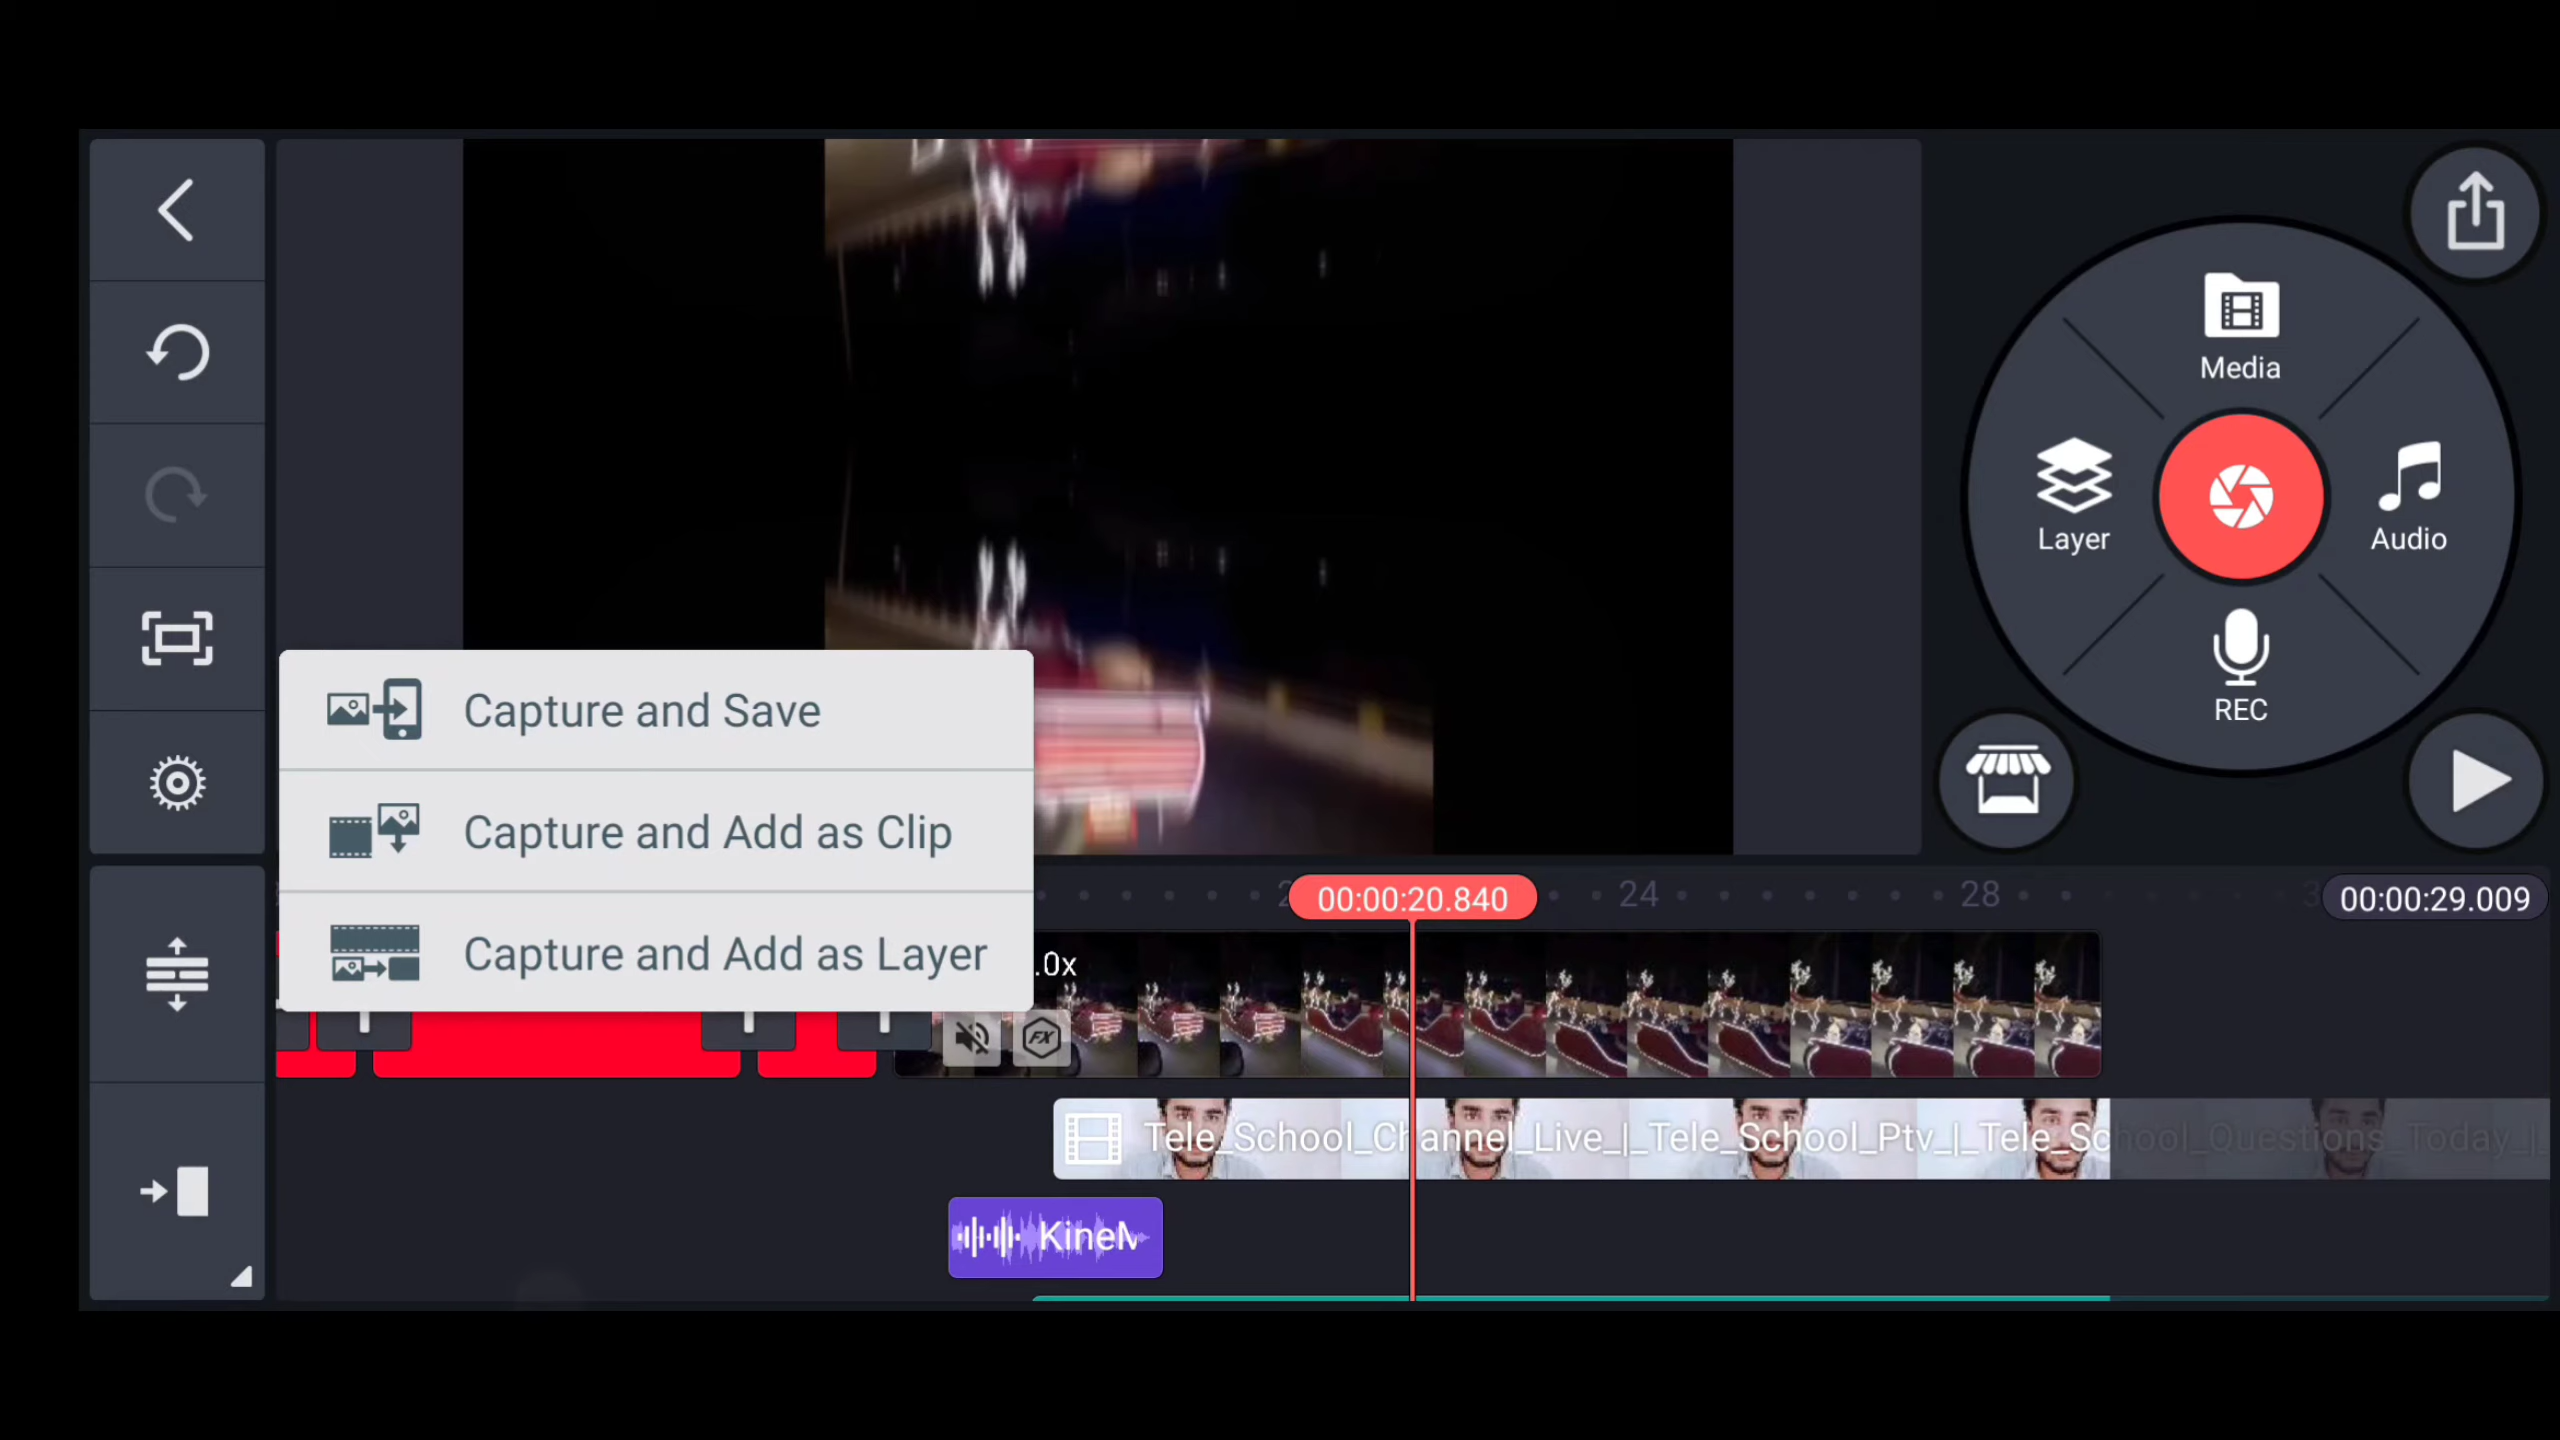 Media
Layer
Audio
REC
Capture and Save
Capture and Add as Clip
Capture and Add as Layer
00:00:20.840
24
28
00:00:29.009
.0x
FX
Tele_School_Channel_Live_|_Tele_School_Ptv_|_Tele_School_Questions_Today_|
KineM